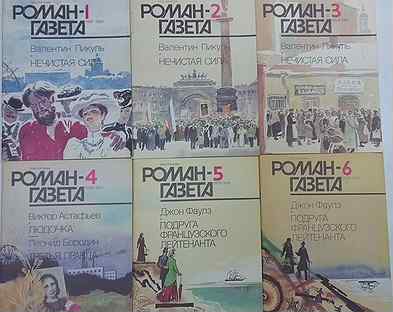 РОМАН-1
ГАЗЕТА
Валентин Пикуль
НЕЧИСТАЯ СИЛА
РОМАН-2
ГАЗЕТА
Валентин Пикуль
НЕЧИСТАЯ СИЛА
РОМАН-3
ГАЗЕТА
Валентин Пикуль
НЕЧИСТАЯ СИЛА
РОМАН-4
ГАЗЕТА
Виктор Астафьев
ЛЮДОЧКА
Леонид Бородин
ТРЕТЬЯ ПРАВДА
РОМАН-5
ГАЗЕТА
Джон Фаулз
ПОДРУГА
ФРАНЦУЗСКОГО
ЛЕЙТЕНАНТА
РОМАН-6
ГАЗЕТА
Джон Фаулз
ПОДРУГА
ФРАНЦУЗСКОГО
ЛЕЙТЕНАНТА